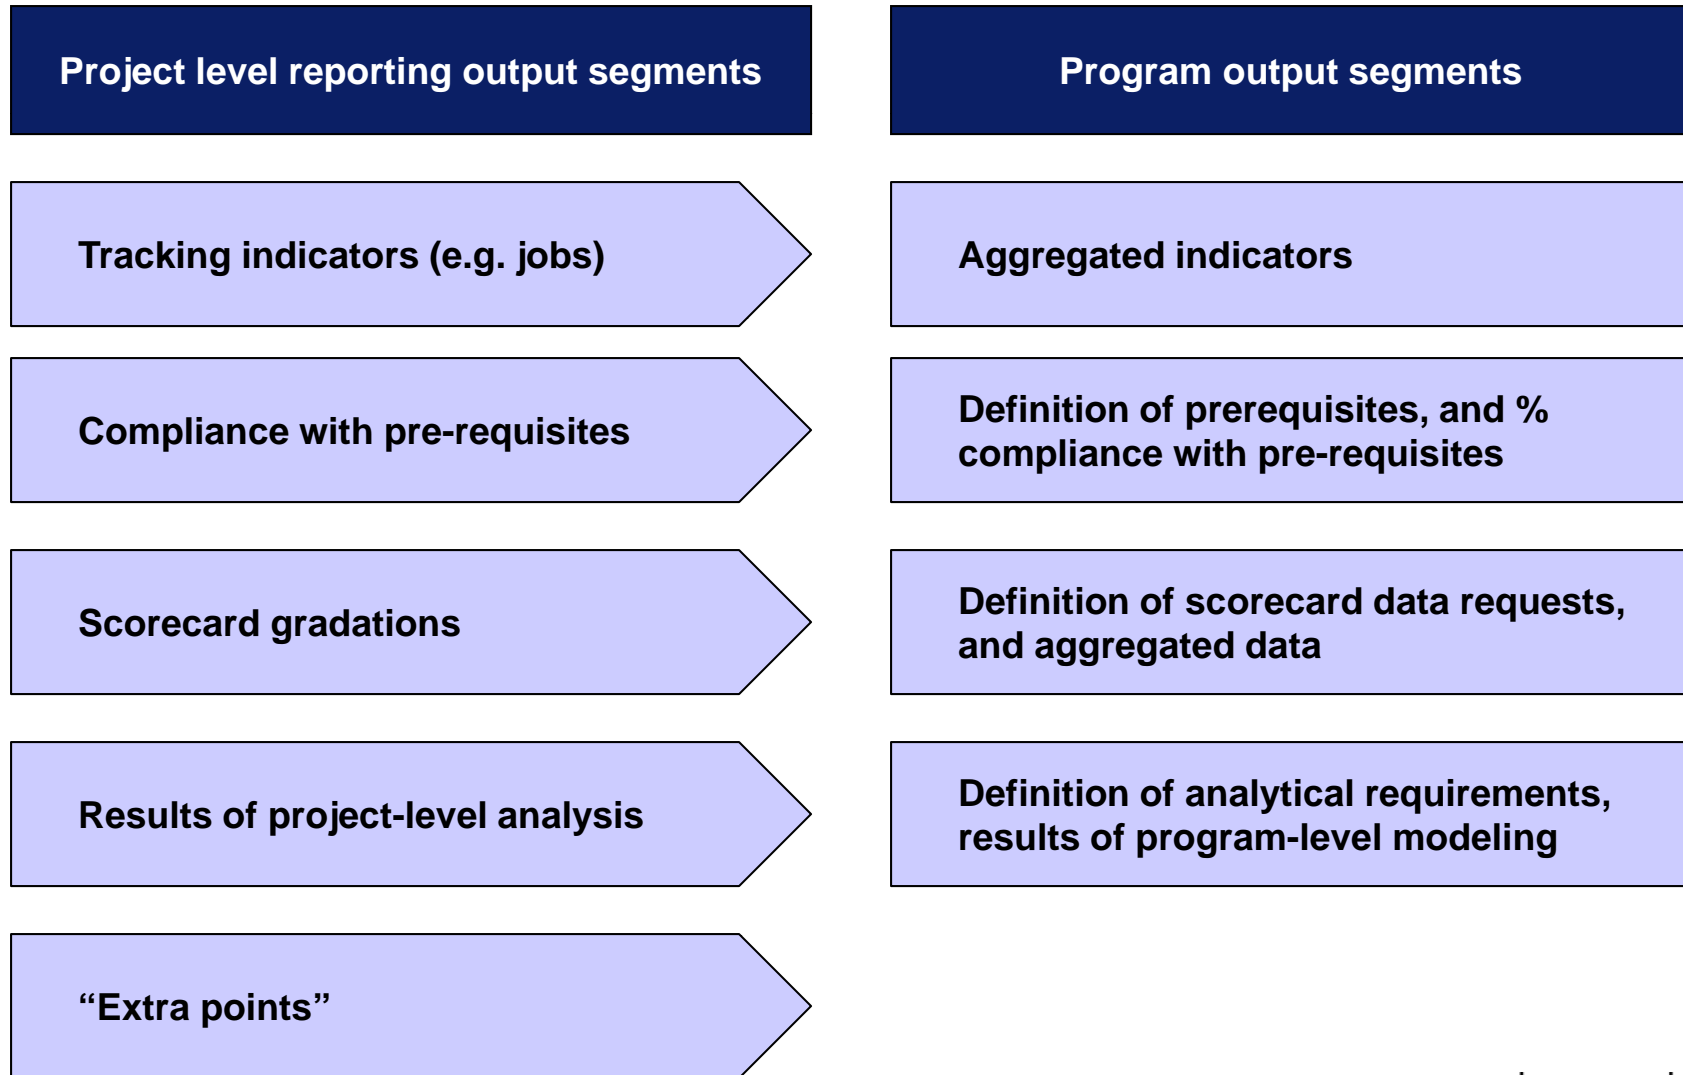 Project level reporting output segments
Program output segments
Tracking indicators (e.g. jobs)
Aggregated indicators
Compliance with pre-requisites
Definition of prerequisites, and %
compliance with pre-requisites
Scorecard gradations
Definition of scorecard data requests,
and aggregated data
Results of project-level analysis
Definition of analytical requirements,
results of program-level modeling
“Extra points”